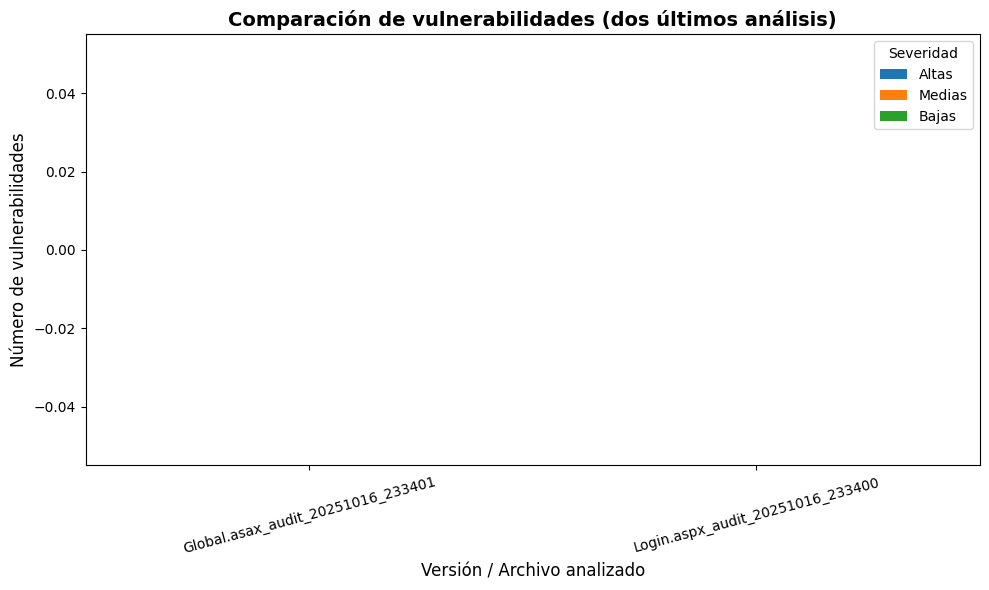 Comparación de vulnerabilidades (dos últimos análisis)
Severidad
Altas
Medias
Bajas
Número de vulnerabilidades
0.04
0.02
0.00
−0.02
−0.04
Global.asax_audit_20251016_233401
Login.aspx_audit_20251016_233400
Versión / Archivo analizado